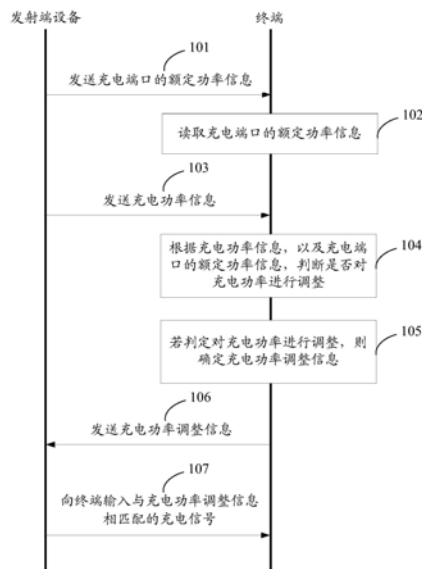 发射端设备
终端
101
发送充电端口的额定功率信息
102
读取充电端口的额定功率信息
103
发送充电功率信息
104
根据充电功率信息，以及充电端
口的额定功率信息，判断是否对
充电功率进行调整
105
若判定对充电功率进行调整，则
确定充电功率调整信息
106
发送充电功率调整信息
107
向终端输入与充电功率调整信息
相匹配的充电信号